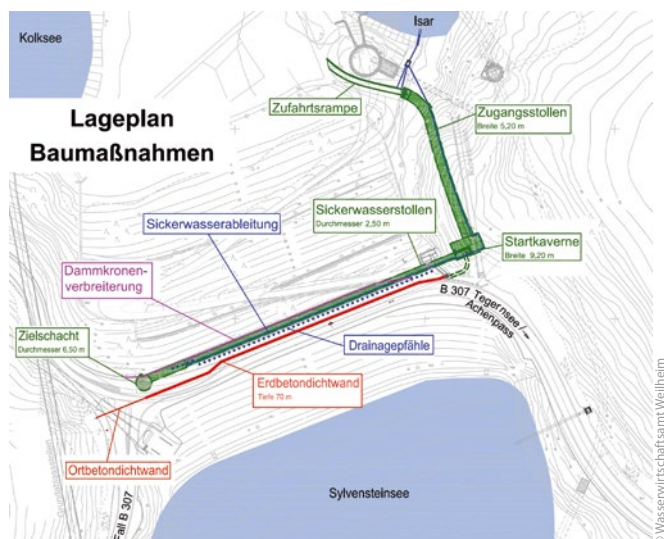 Kolksee
Isar
Lageplan
Baumaßnahmen
Zufahrtsrampe
Zugangsstollen
Breite 5,20 m
Sickerwasserableitung
Sickerwasserstollen
Durchmesser 2,50 m
Startkaverne
Breite 9,20 m
Dammkronen-
verbreiterung
B 307 Tegernsee/
Achenpass
Zielschacht
Durchmesser 6,50 m
Drainagepfähle
Erdbetondichtwand
Tiefe 70 m
Ortbetondichtwand
Fall B 307
Sylvensteinsee
©Wasserwirtschaftsamt Weilheim